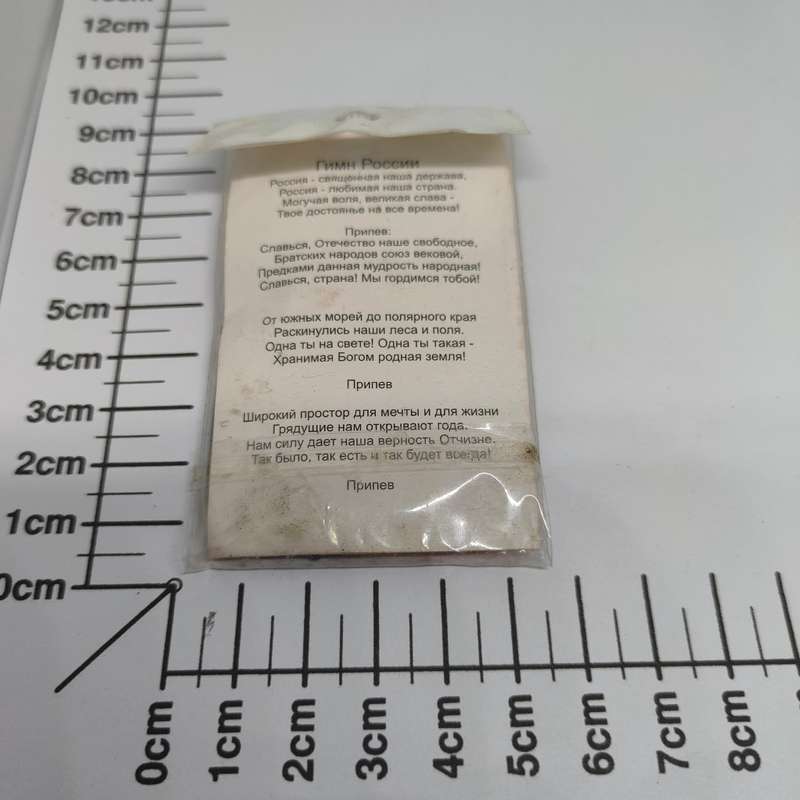 12cm
11cm
10cm
9cm
8cm
7cm
6cm
5cm
4cm
3cm
2cm
1cm
0cm
Гимн России
Россия - священная наша держава,
Россия - любимая наша страна.
Могучая воля, великая слава -
Твое достоянье на все времена!
Припев:
Славься, Отечество наше свободное,
Братских народов союз вековой,
Предками данная мудрость народная!
Славься, страна! Мы гордимся тобой!
От южных морей до полярного края
Раскинулись наши леса и поля.
Одна ты на свете! Одна ты такая -
Хранимая Богом родная земля!
Припев
Широкий простор для мечты и для жизни
Грядущие нам открывают года.
Нам силу дает наша верность Отчизне.
Так было, так есть и так будет всегда!
Припев
0cm
1cm
2cm
3cm
4cm
5cm
6cm
7cm
8cm